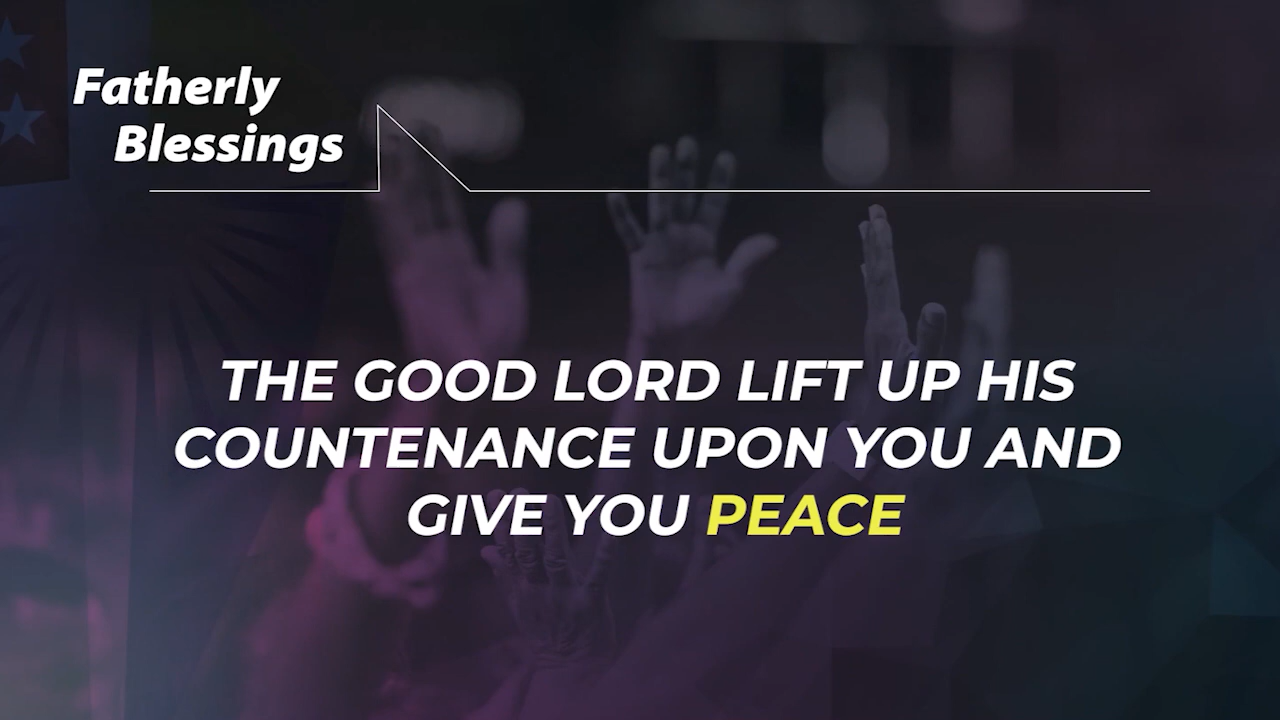 Fatherly
Blessings
THE GOOD LORD LIFT UP HIS
COUNTENANCE UPON YOU AND
GIVE YOU PEACE